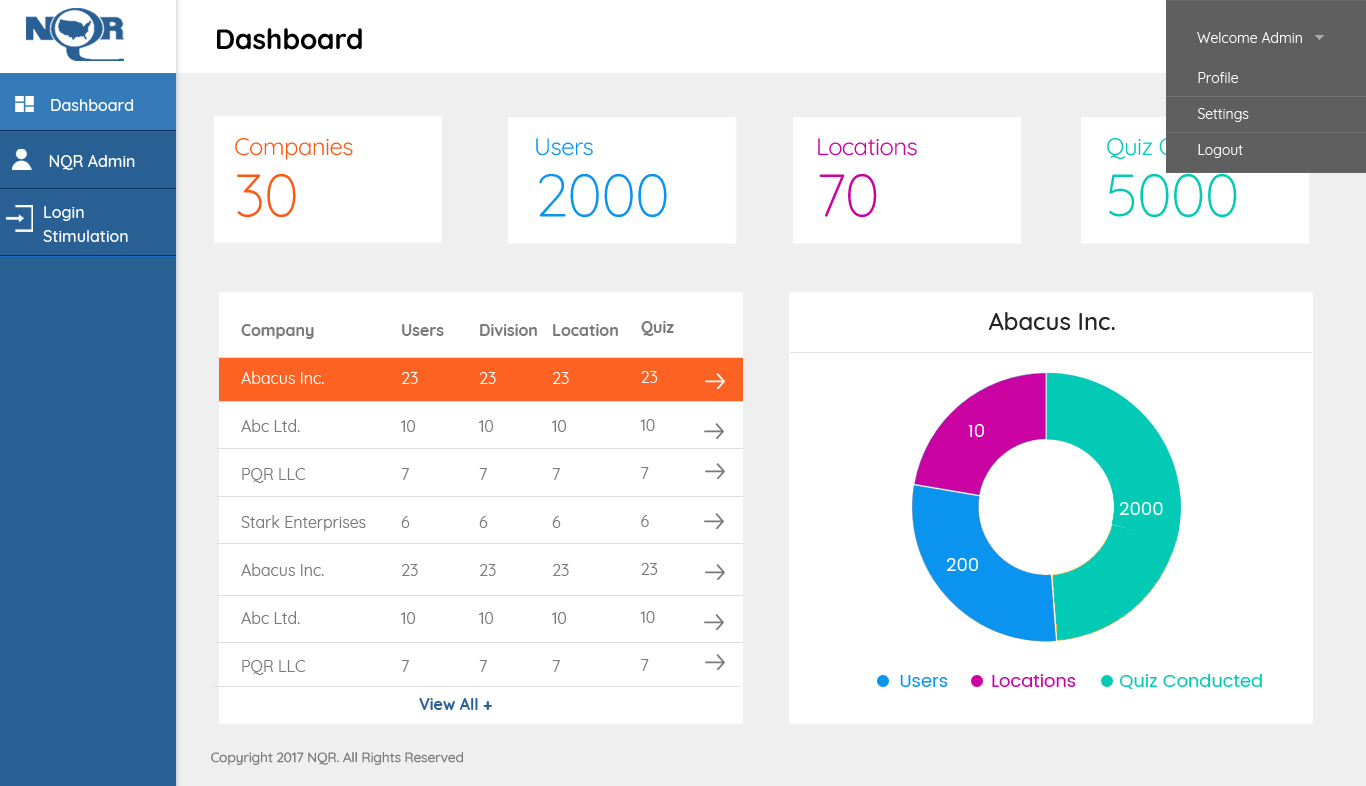 NQR
Dashboard
Welcome Admin
Profile
Settings
Logout
Dashboard
NQR Admin
Login
Stimulation
Companies
30
Users
2000
Locations
70
Quiz
5000
Company Users Division Location Quiz
Abacus Inc. 23 23 23 23
Abc Ltd. 10 10 10 10
PQR LLC 7 7 7 7
Stark Enterprises 6 6 6 6
Abacus Inc. 23 23 23 23
Abc Ltd. 10 10 10 10
PQR LLC 7 7 7 7
View All +
Abacus Inc.
10
2000
200
Users Locations Quiz Conducted
Copyright 2017 NQR. All Rights Reserved